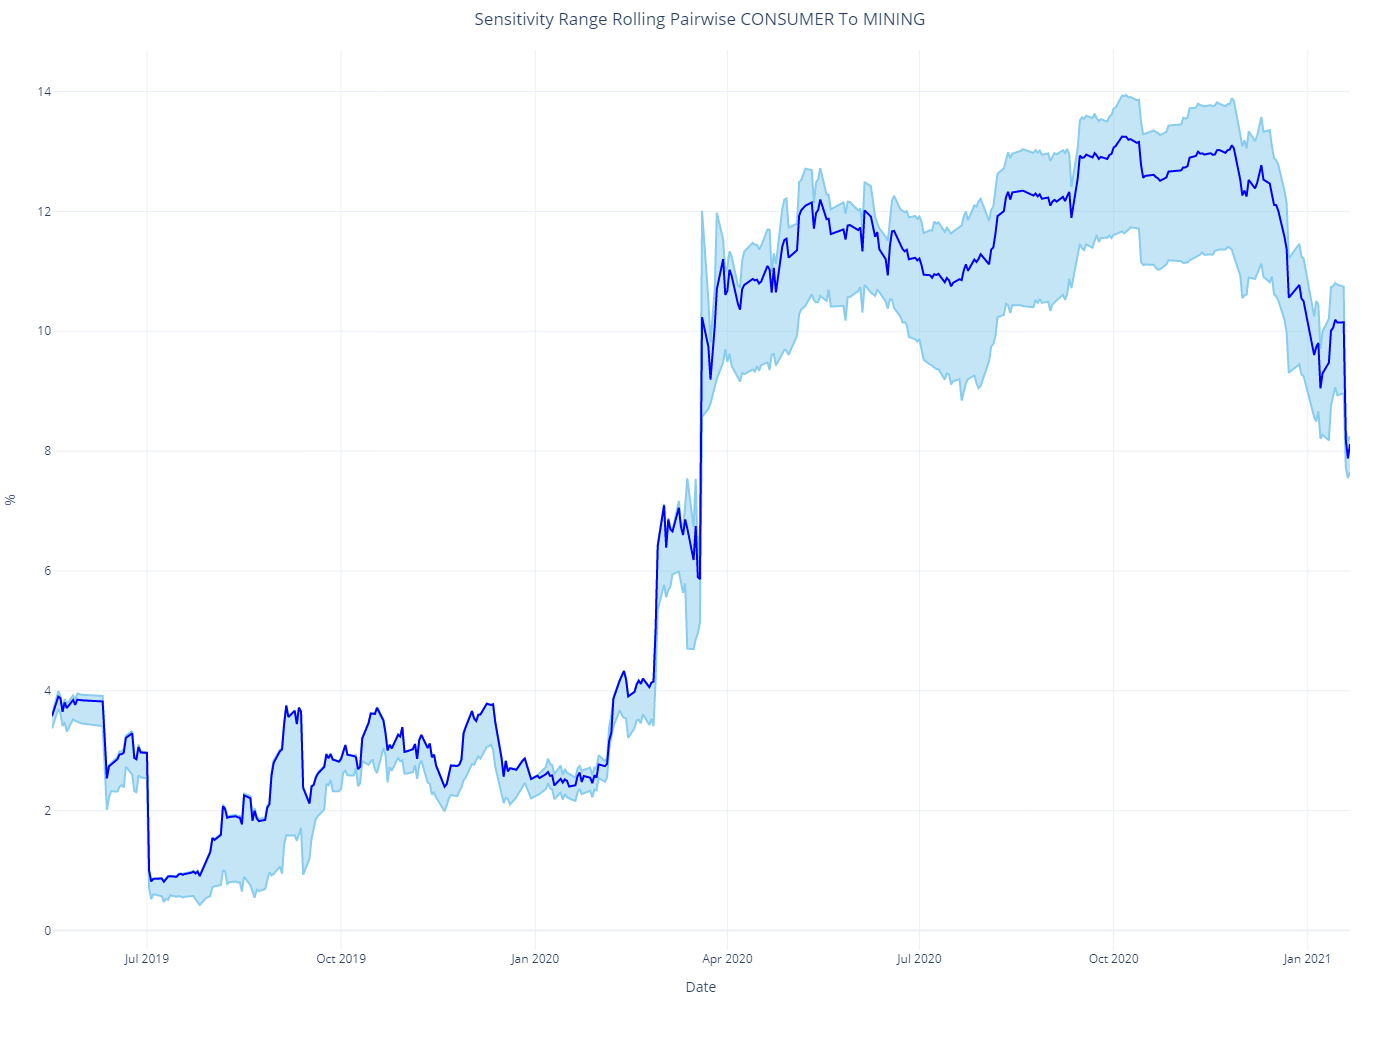 Sensitivity Range Rolling Pairwise CONSUMER To MINING
14
12
10
8
6
4
2
0
%
Jul 2019
Oct 2019
Jan 2020
Apr 2020
Jul 2020
Oct 2020
Jan 2021
Date